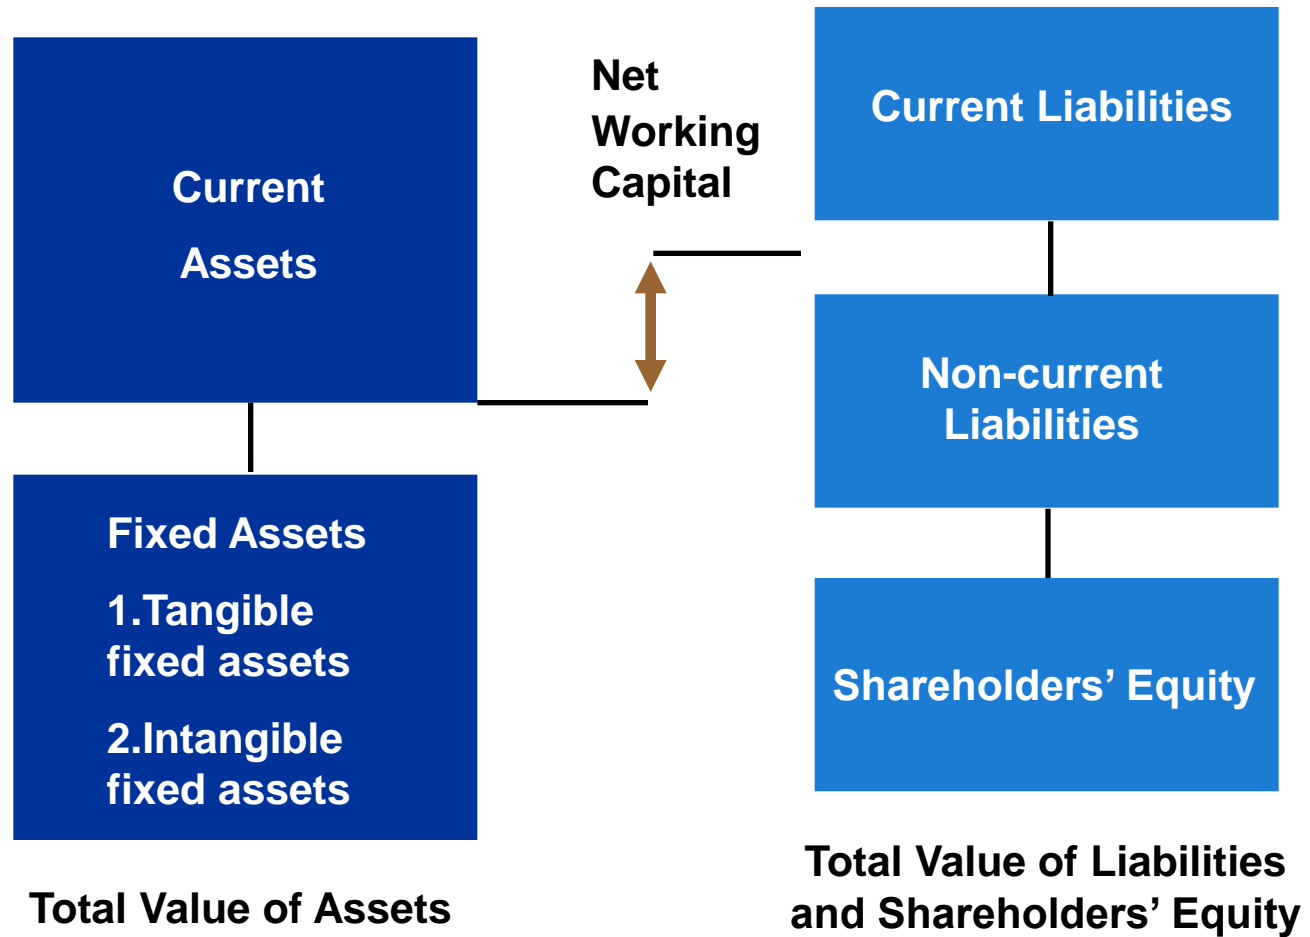 Current
Assets
Fixed Assets
1.Tangible
fixed assets
2.Intangible
fixed assets
Total Value of Assets
Net
Working
Capital
Current Liabilities
Non-current
Liabilities
Shareholders’ Equity
Total Value of Liabilities
and Shareholders’ Equity